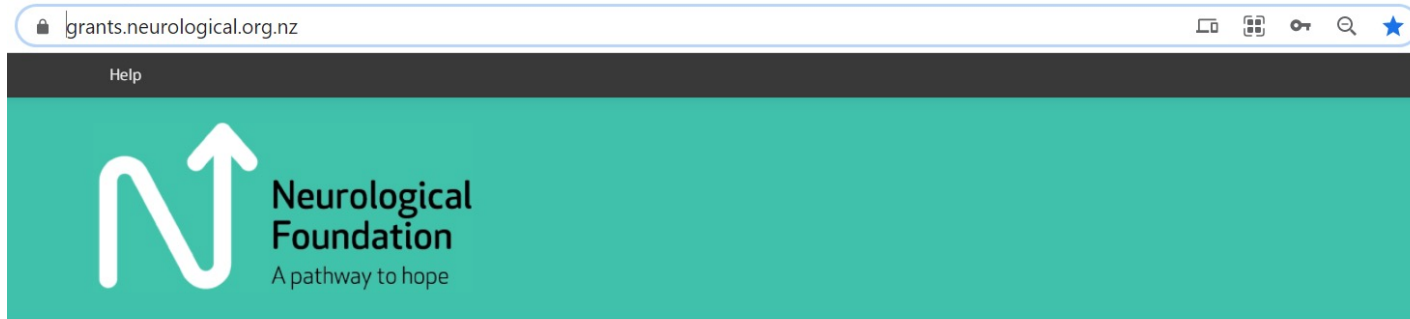 grants.neurological.org.nz
Help
Neurological
Foundation
A pathway to hope